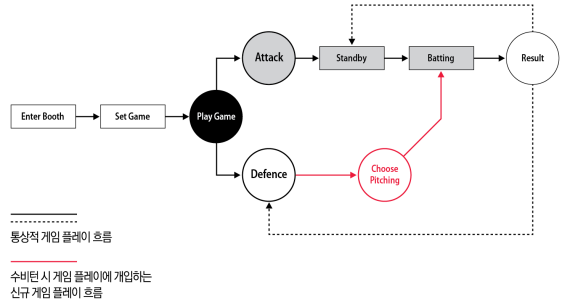 Attack
Standby
Batting
Result
Enter Booth
Set Game
Play Game
Defence
Choose
Pitching
통상적 게임 플레이 흐름
수비턴 시 게임 플레이에 개입하는
신규 게임 플레이 흐름